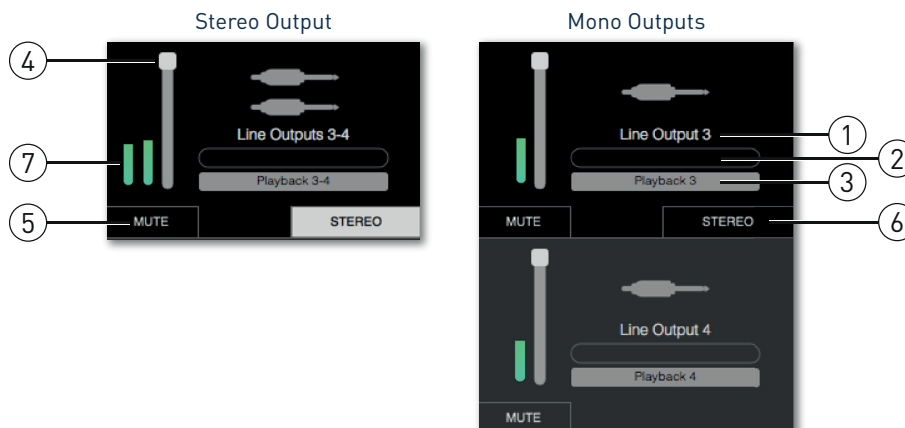 Stereo Output
Mono Outputs
4
7
5
Line Outputs 3-4
Playback 3-4
MUTE
STEREO
Line Output 3
Playback 3
MUTE
STEREO
1
2
3
6
Line Output 4
Playback 4
MUTE